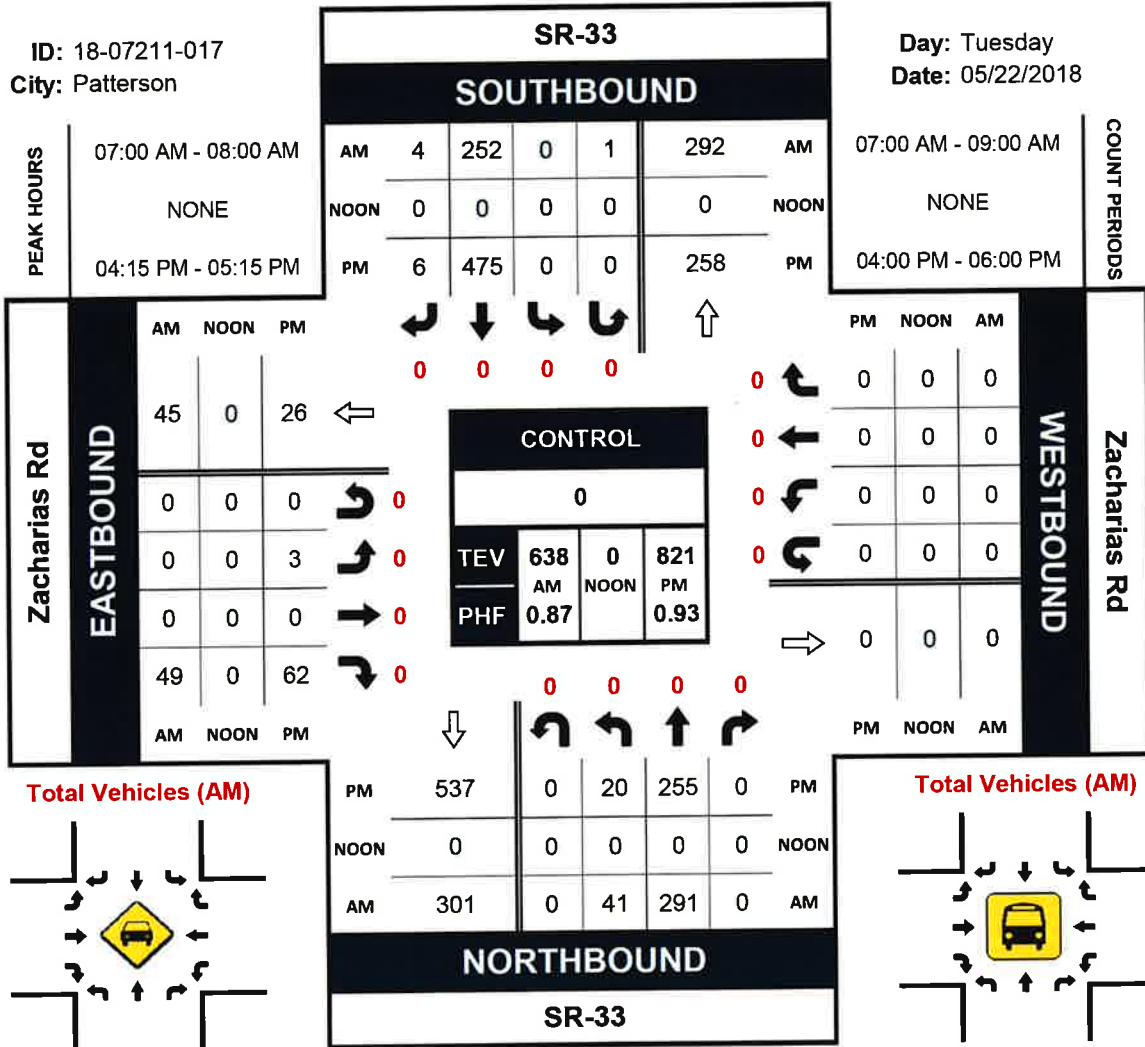 SR-33
ID: 18-07211-017
City: Patterson
Day: Tuesday
Date: 05/22/2018
SOUTHBOUND
PEAK HOURS
07:00 AM - 08:00 AM
NONE
04:15 PM - 05:15 PM
AM 4 252 0 1 292 AM
NOON 0 0 0 0 0 NOON
PM 6 475 0 0 258 PM
07:00 AM - 09:00 AM
NONE
04:00 PM - 06:00 PM
COUNT PERIODS
0 0 0 0
Zacharias Rd
EASTBOUND
AM NOON PM
45 0 26
0 0 0 0
0 0 3 0
0 0 0 0
49 0 62 0
AM NOON PM
CONTROL
0
TEV 638 0 821
AM NOON PM
PHF 0.87 0.93
PM NOON AM
0 0 0 0
0 0 0 0
0 0 0 0
0 0 0 0
0 0 0
PM NOON AM
WESTBOUND
Zacharias Rd
0 0 0 0
PM 537 0 20 255 0 PM
NOON 0 0 0 0 0 NOON
AM 301 0 41 291 0 AM
NORTHBOUND
SR-33
Total Vehicles (AM)
Total Vehicles (AM)